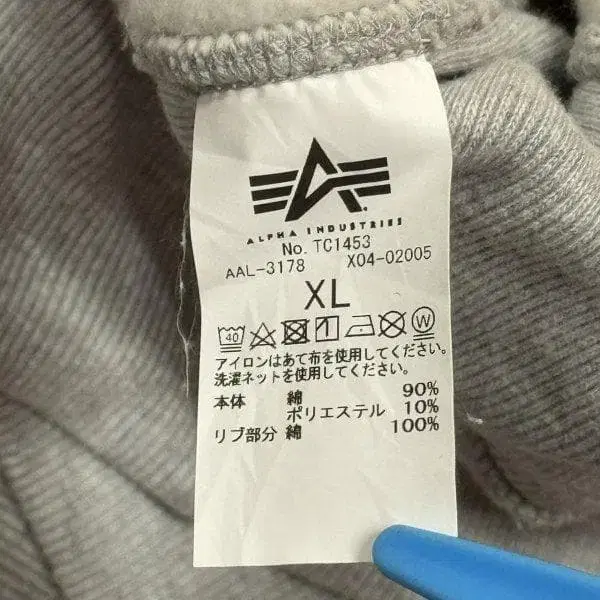 ALPHA INDUSTRIES
No. TC1453
AAL-3178 X04-02005
XL
40 W
アイロンはあて布を使用してください。
洗濯ネットを使用してください。
本体 綿 90%
ポリエステル 10%
リブ部分 綿 100%